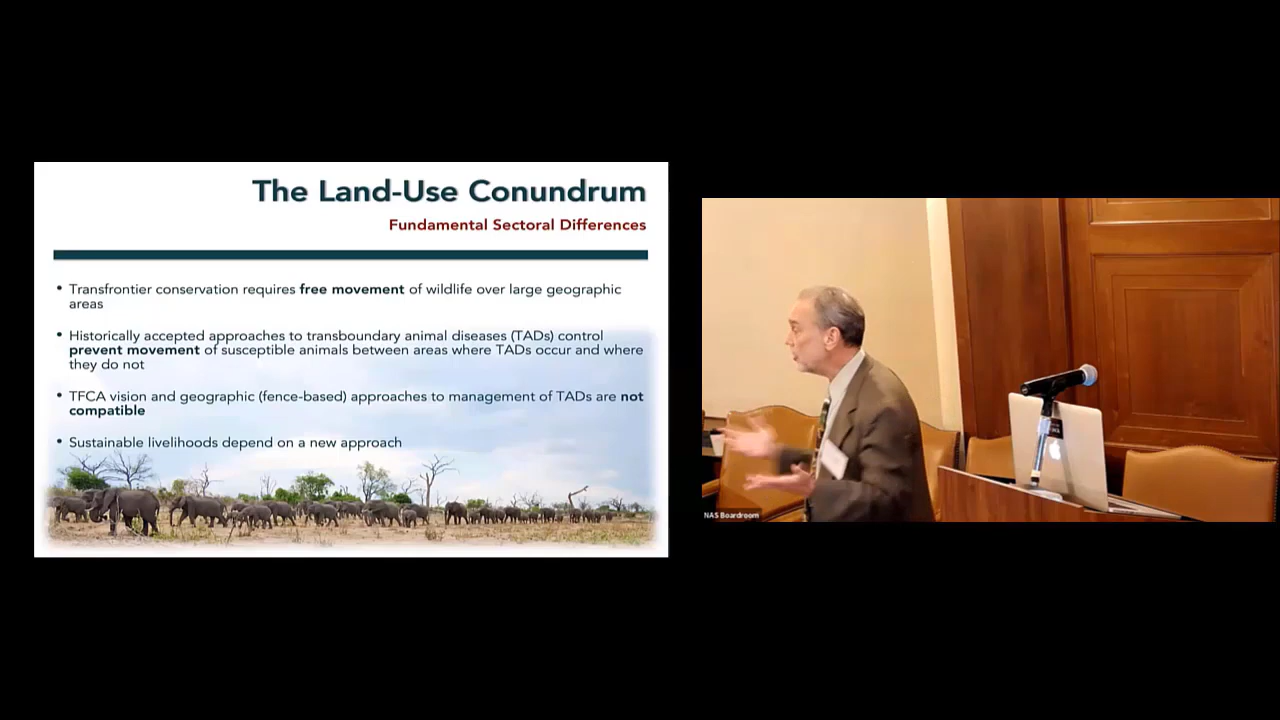 The Land-Use Conundrum
Fundamental Sectoral Differences
• Transfrontier conservation requires free movement of wildlife over large geographic
areas
• Historically accepted approaches to transboundary animal diseases (TADs) control
prevent movement of susceptible animals between areas where TADs occur and where
they do not
• TFCA vision and geographic (fence-based) approaches to management of TADs are not
compatible
• Sustainable livelihoods depend on a new approach
NAS Boardroom